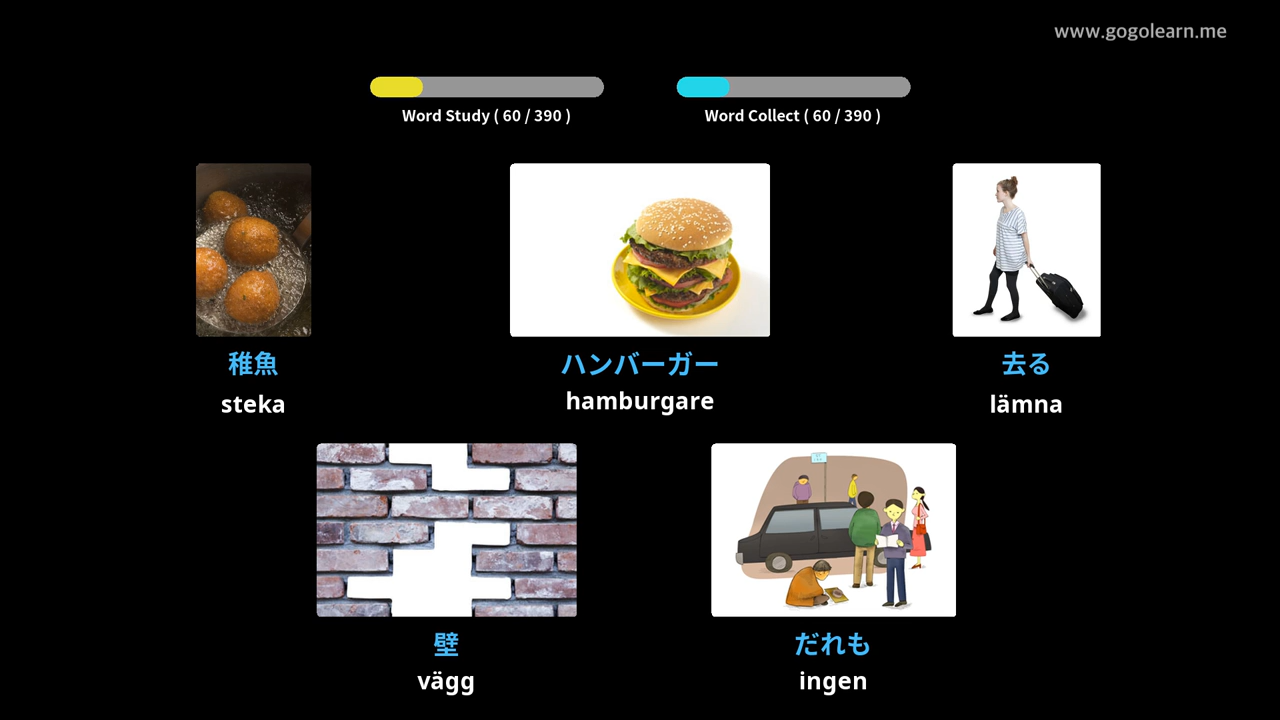 www.gogolearn.me
Word Study ( 60 / 390 )
Word Collect ( 60 / 390 )
稚魚
steka
ハンバーガー
hamburgare
去る
lämna
壁
vägg
だれも
ingen